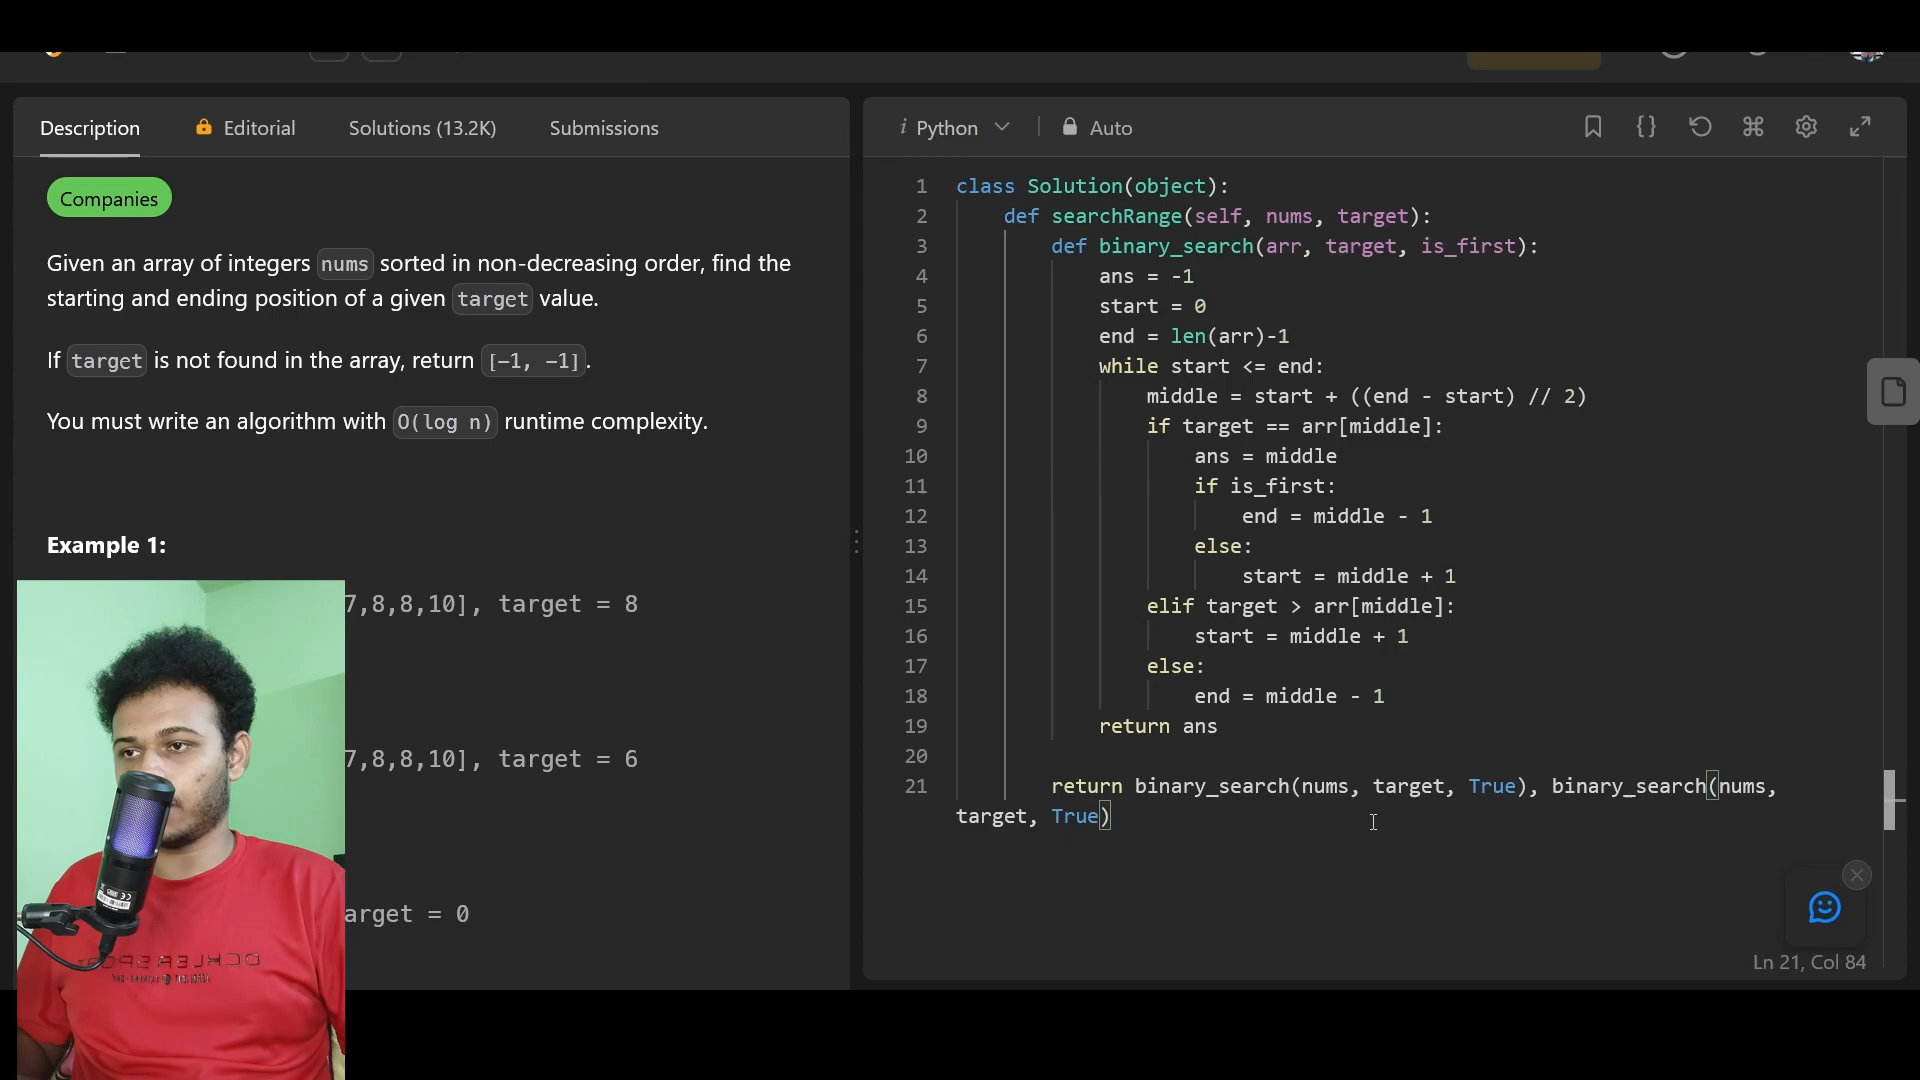 Description
Editorial
Solutions (13.2K)
Submissions
Companies
Given an array of integers nums sorted in non-decreasing order, find the
starting and ending position of a given target value.
If target is not found in the array, return [−1, −1].
You must write an algorithm with O(log n) runtime complexity.
Example 1:
7,8,8,10], target = 8
7,8,8,10], target = 6
arget = 0
i Python
Auto
1 class Solution(object):
2 def searchRange(self, nums, target):
3 def binary_search(arr, target, is_first):
4 ans = -1
5 start = 0
6 end = len(arr)-1
7 while start <= end:
8 middle = start + ((end - start) // 2)
9 if target == arr[middle]:
10 ans = middle
11 if is_first:
12 end = middle - 1
13 else:
14 start = middle + 1
15 elif target > arr[middle]:
16 start = middle + 1
17 else:
18 end = middle - 1
19 return ans
20
21 return binary_search(nums, target, True), binary_search(nums,
target, True)
Ln 21, Col 84